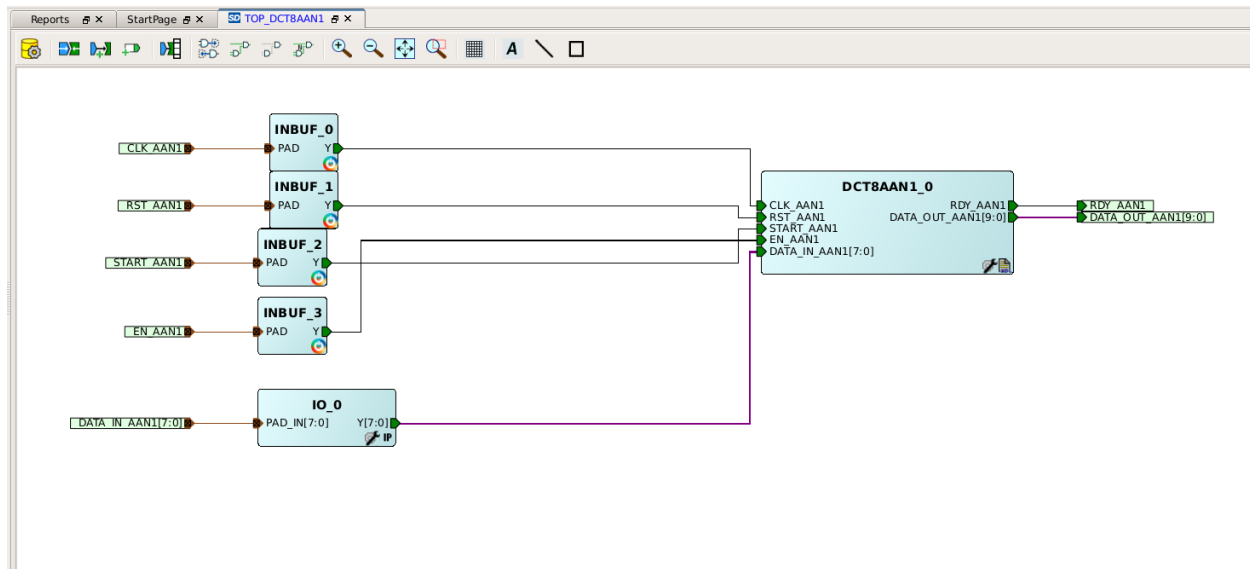 Reports
StartPage
SD TOP_DCT8AAN1
A
INBUF_0
CLK_AAN1
PAD
Y
INBUF_1
RST_AAN1
PAD
Y
INBUF_2
START_AAN1
PAD
Y
INBUF_3
EN_AAN1
PAD
Y
IO_0
DATA_IN_AAN1[7:0]
PAD_IN[7:0]
Y[7:0]
IP
DCT8AAN1_0
CLK_AAN1
RST_AAN1
START_AAN1
EN_AAN1
DATA_IN_AAN1[7:0]
RDY_AAN1
DATA_OUT_AAN1[9:0]
RDY_AAN1
DATA_OUT_AAN1[9:0]